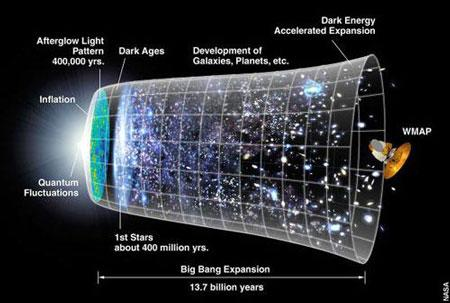 Dark Energy
Accelerated Expansion
Afterglow Light
Pattern
400,000 yrs.
Dark Ages
Development of
Galaxies, Planets, etc.
Inflation
WMAP
Quantum
Fluctuations
1st Stars
about 400 million yrs.
Big Bang Expansion
13.7 billion years
NASA